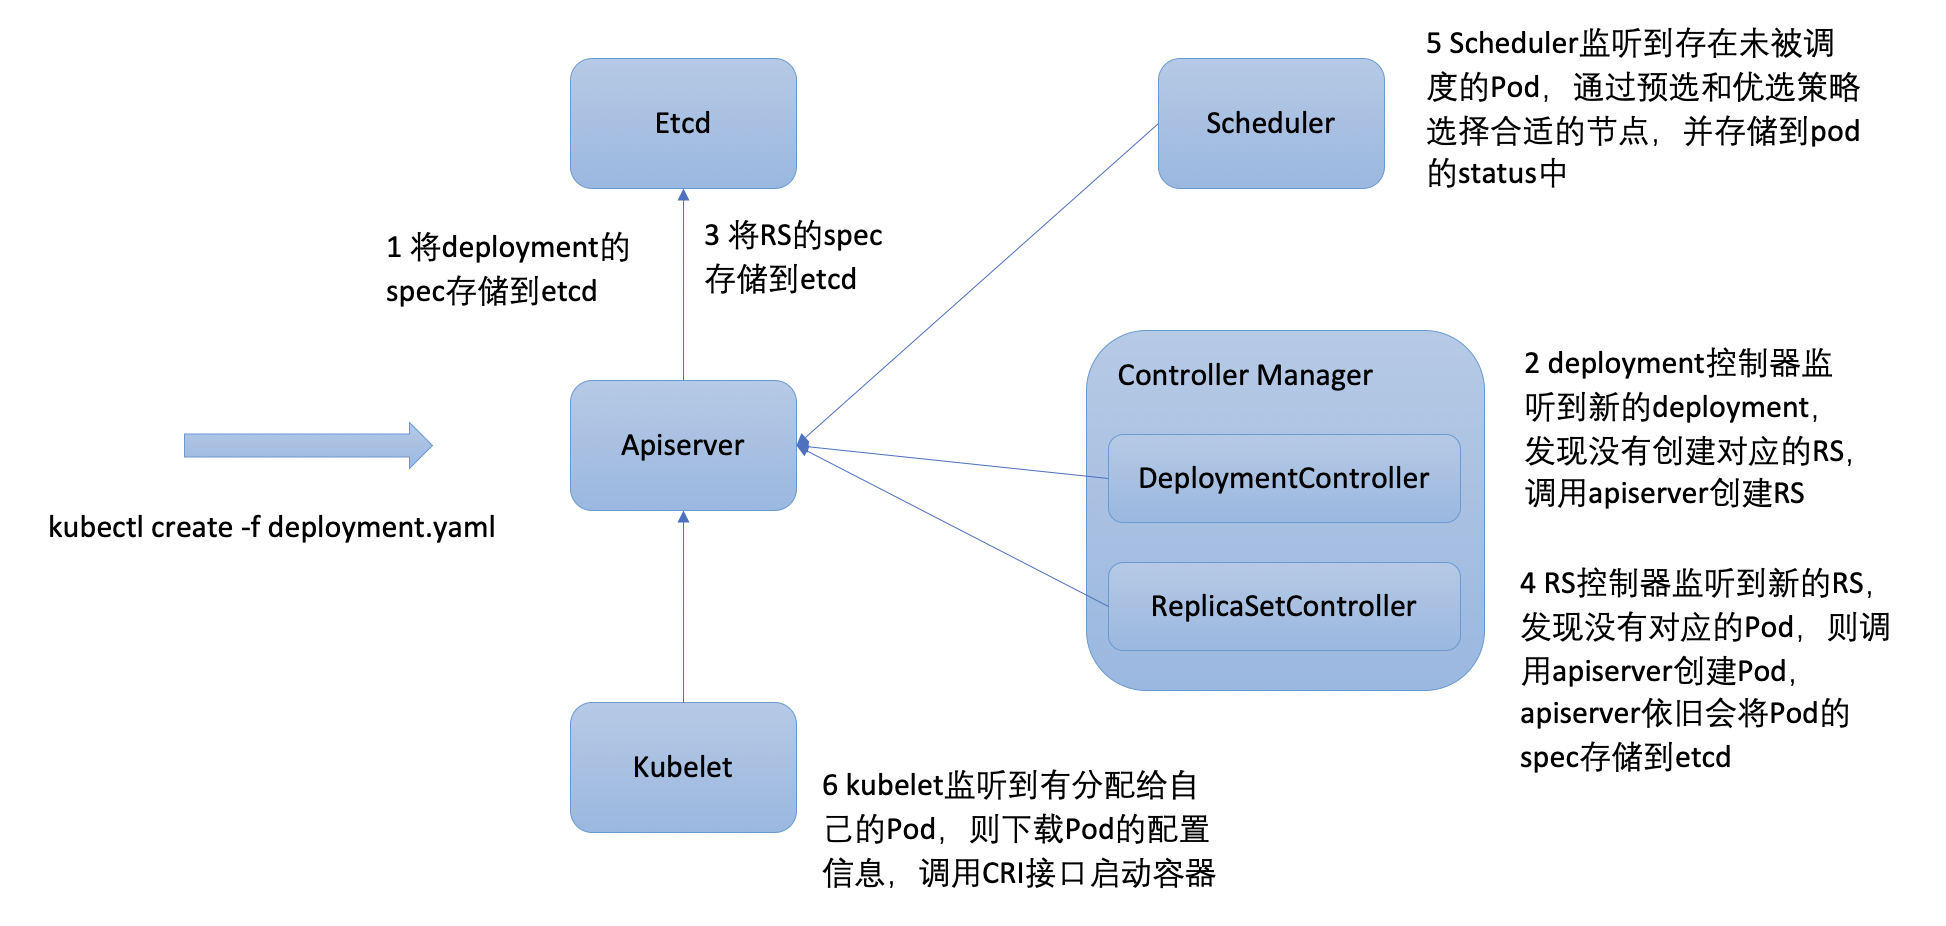 Etcd
Scheduler
5 Scheduler监听到存在未被调
度的Pod，通过预选和优选策略
选择合适的节点，并存储到pod
的status中
1 将deployment的
spec存储到etcd
3 将RS的spec
存储到etcd
kubectl create -f deployment.yaml
Apiserver
Controller Manager
DeploymentController
ReplicaSetController
2 deployment控制器监
听到新的deployment，
发现没有创建对应的RS，
调用apiserver创建RS
4 RS控制器监听到新的RS，
发现没有对应的Pod，则调
用apiserver创建Pod，
apiserver依旧会将Pod的
spec存储到etcd
Kubelet
6 kubelet监听到有分配给自
己的Pod，则下载Pod的配置
信息，调用CRI接口启动容器